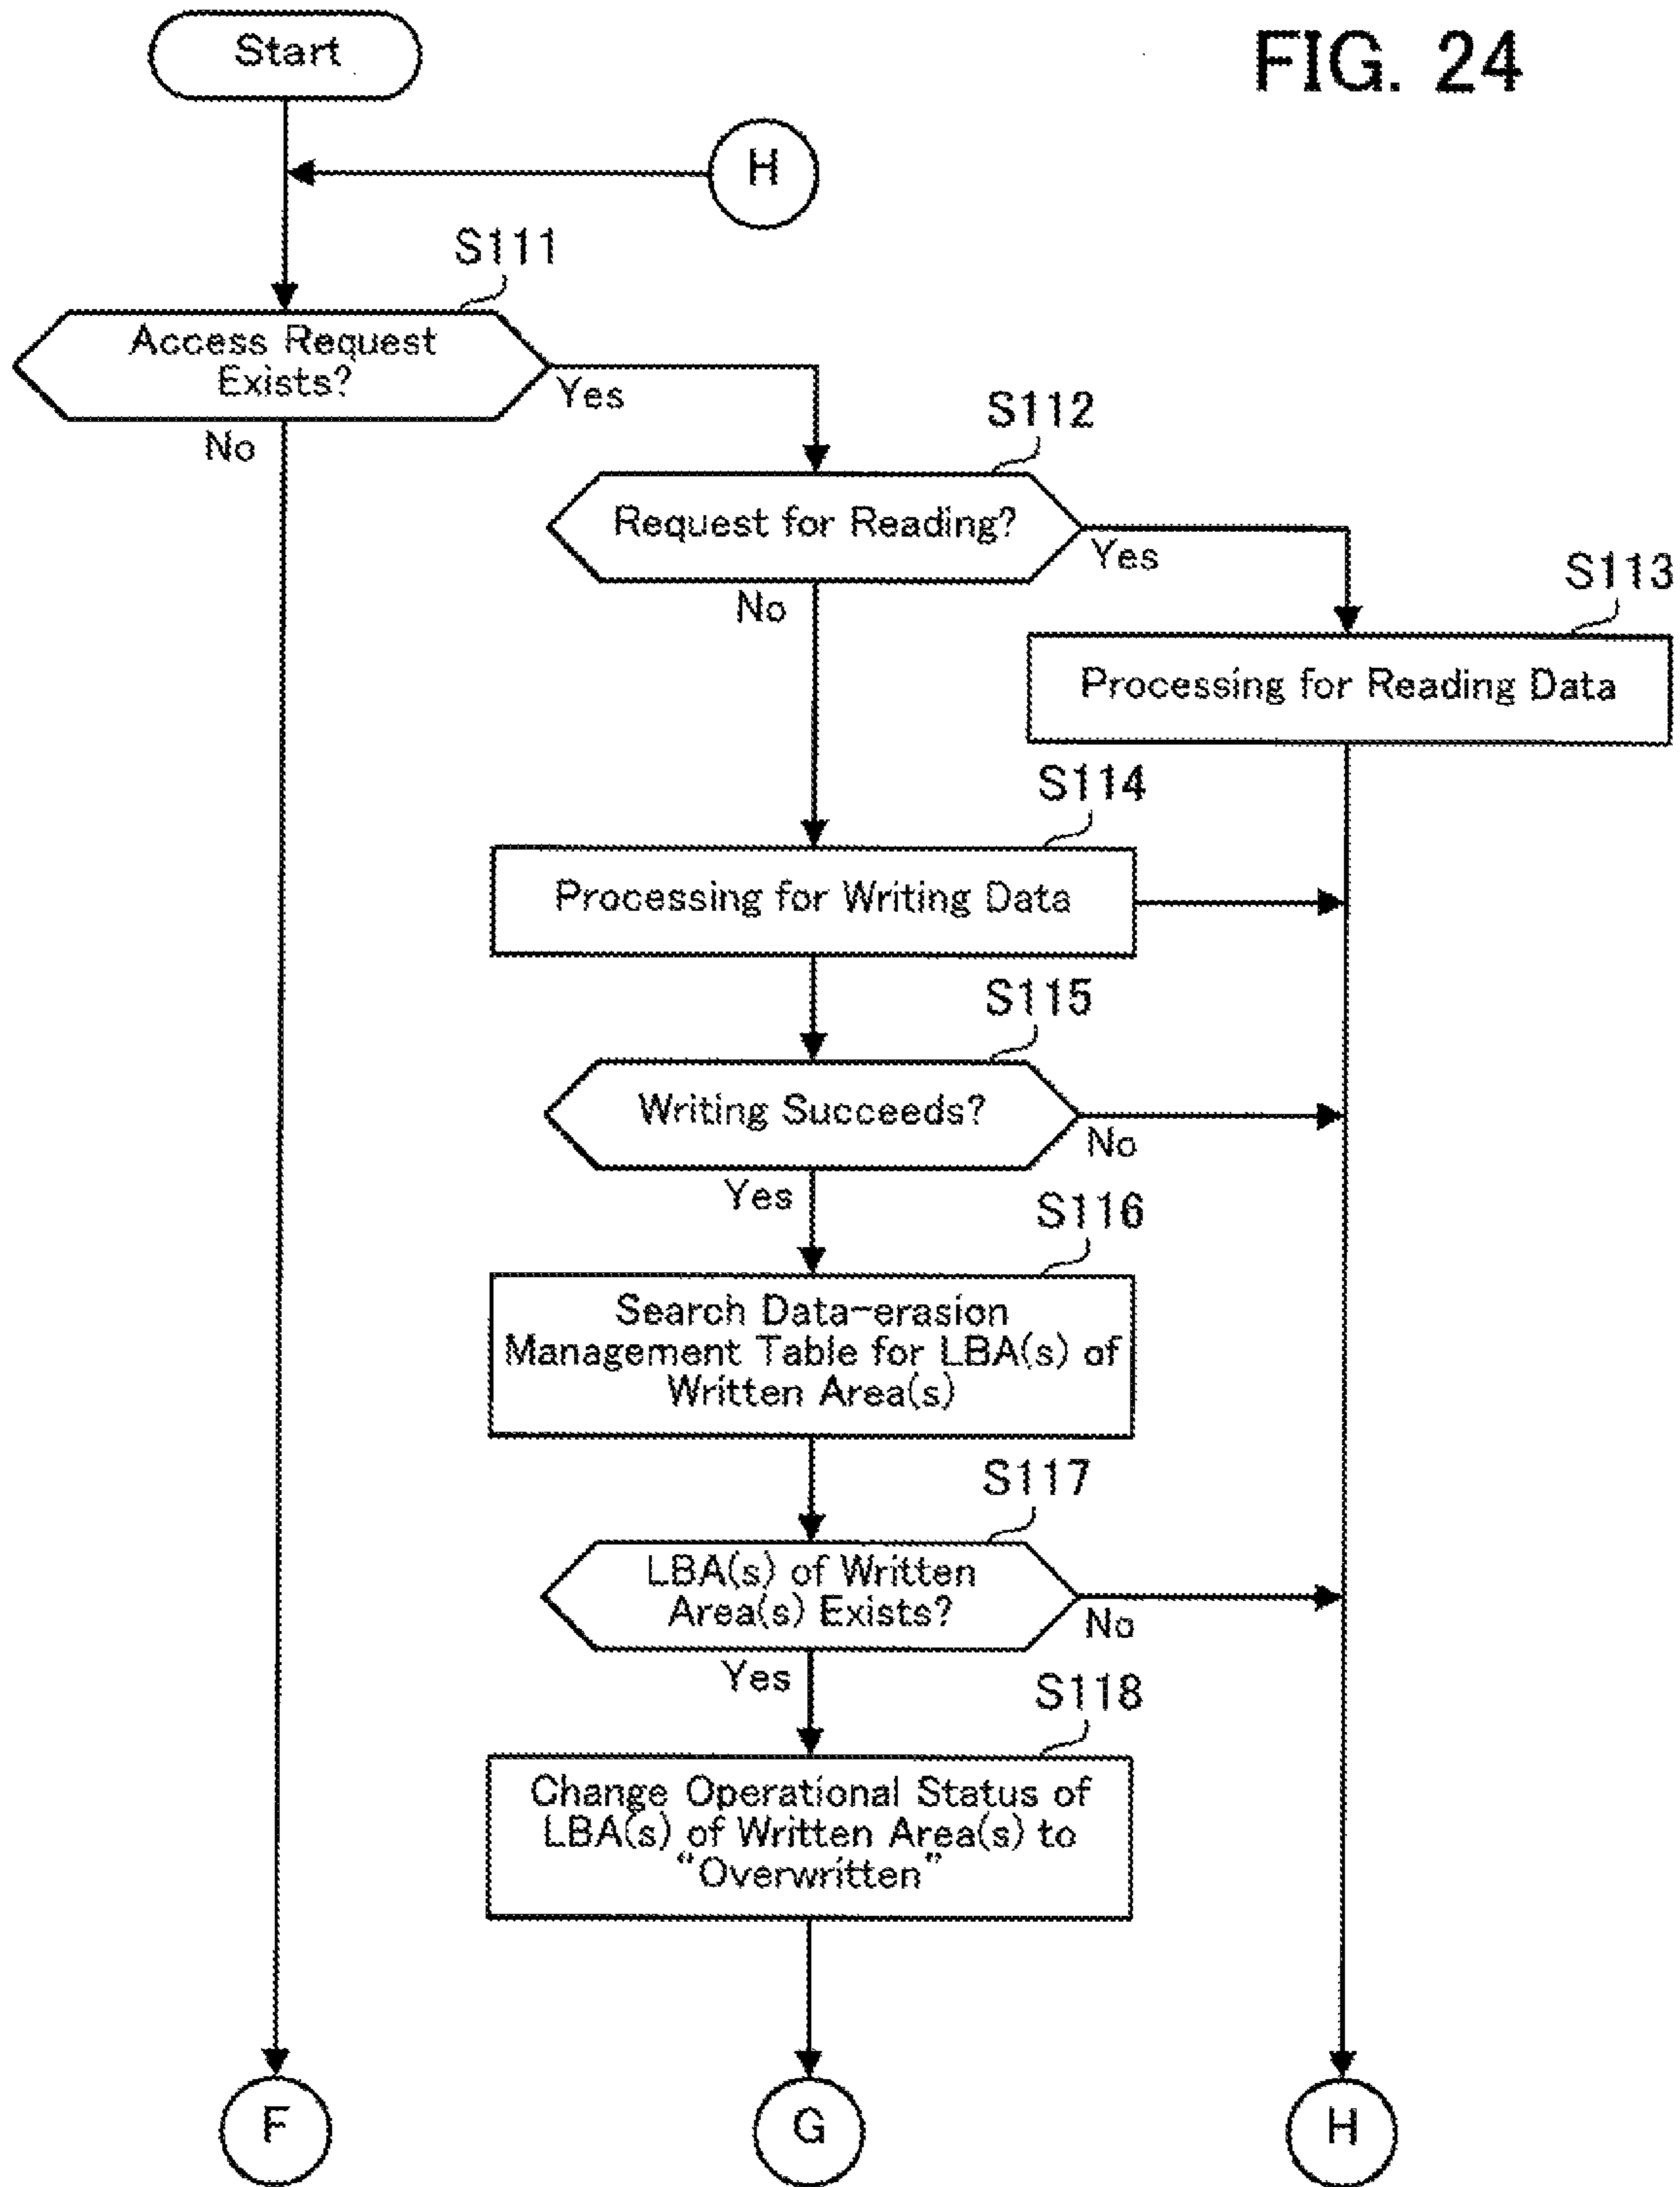 FIG. 24
Start
H
S111
Access Request
Exists?
Yes
No
S112
Request for Reading?
Yes
No
S113
Processing for Reading Data
S114
Processing for Writing Data
S115
Writing Succeeds?
No
Yes
S116
Search Data-erasion
Management Table for LBA(s) of
Written Area(s)
S117
LBA(s) of Written
Area(s) Exists?
No
Yes
S118
Change Operational Status of
LBA(s) of Written Area(s) to
“Overwritten”
F
G
H